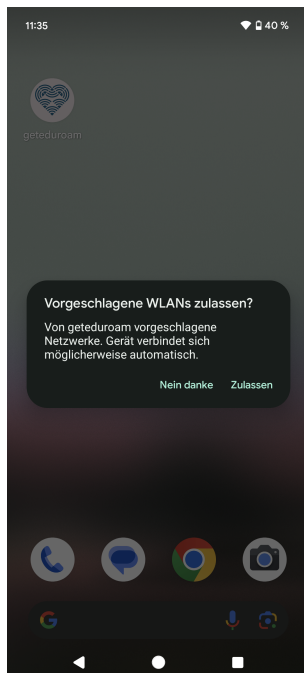 11:35
40 %
geteduroam
Vorgeschlagene WLANs zulassen?
Von geteduroam vorgeschlagene
Netzwerke. Gerät verbindet sich
möglicherweise automatisch.
Nein danke
Zulassen